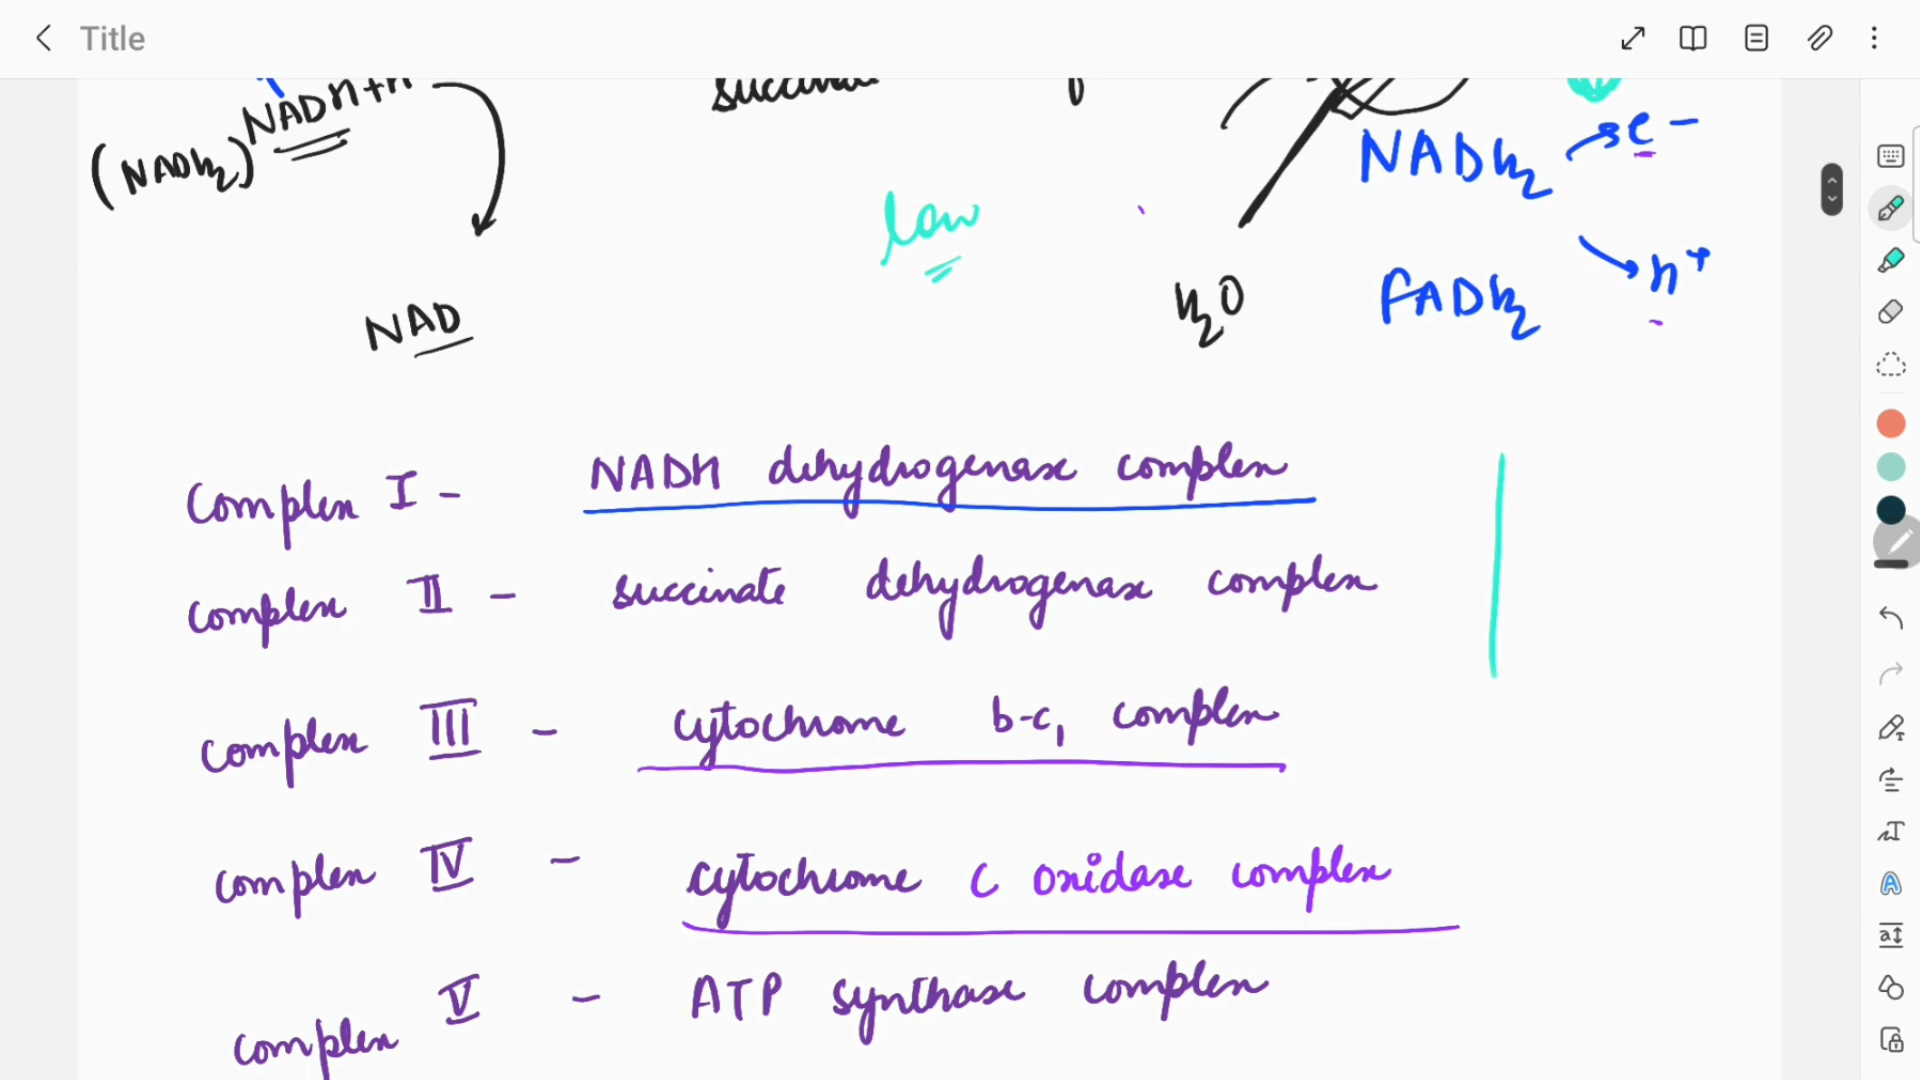 Title
NADH+H
(NADH2)
succinate
low
NAD
H2O
NADH2 e-
FADH2 H+
Complex I - NADH dehydrogenase complex
complex II - succinate dehydrogenase complex
complex III - cytochrome b-c1 complex
complex IV - cytochrome C oxidase complex
complex V - ATP synthase complex